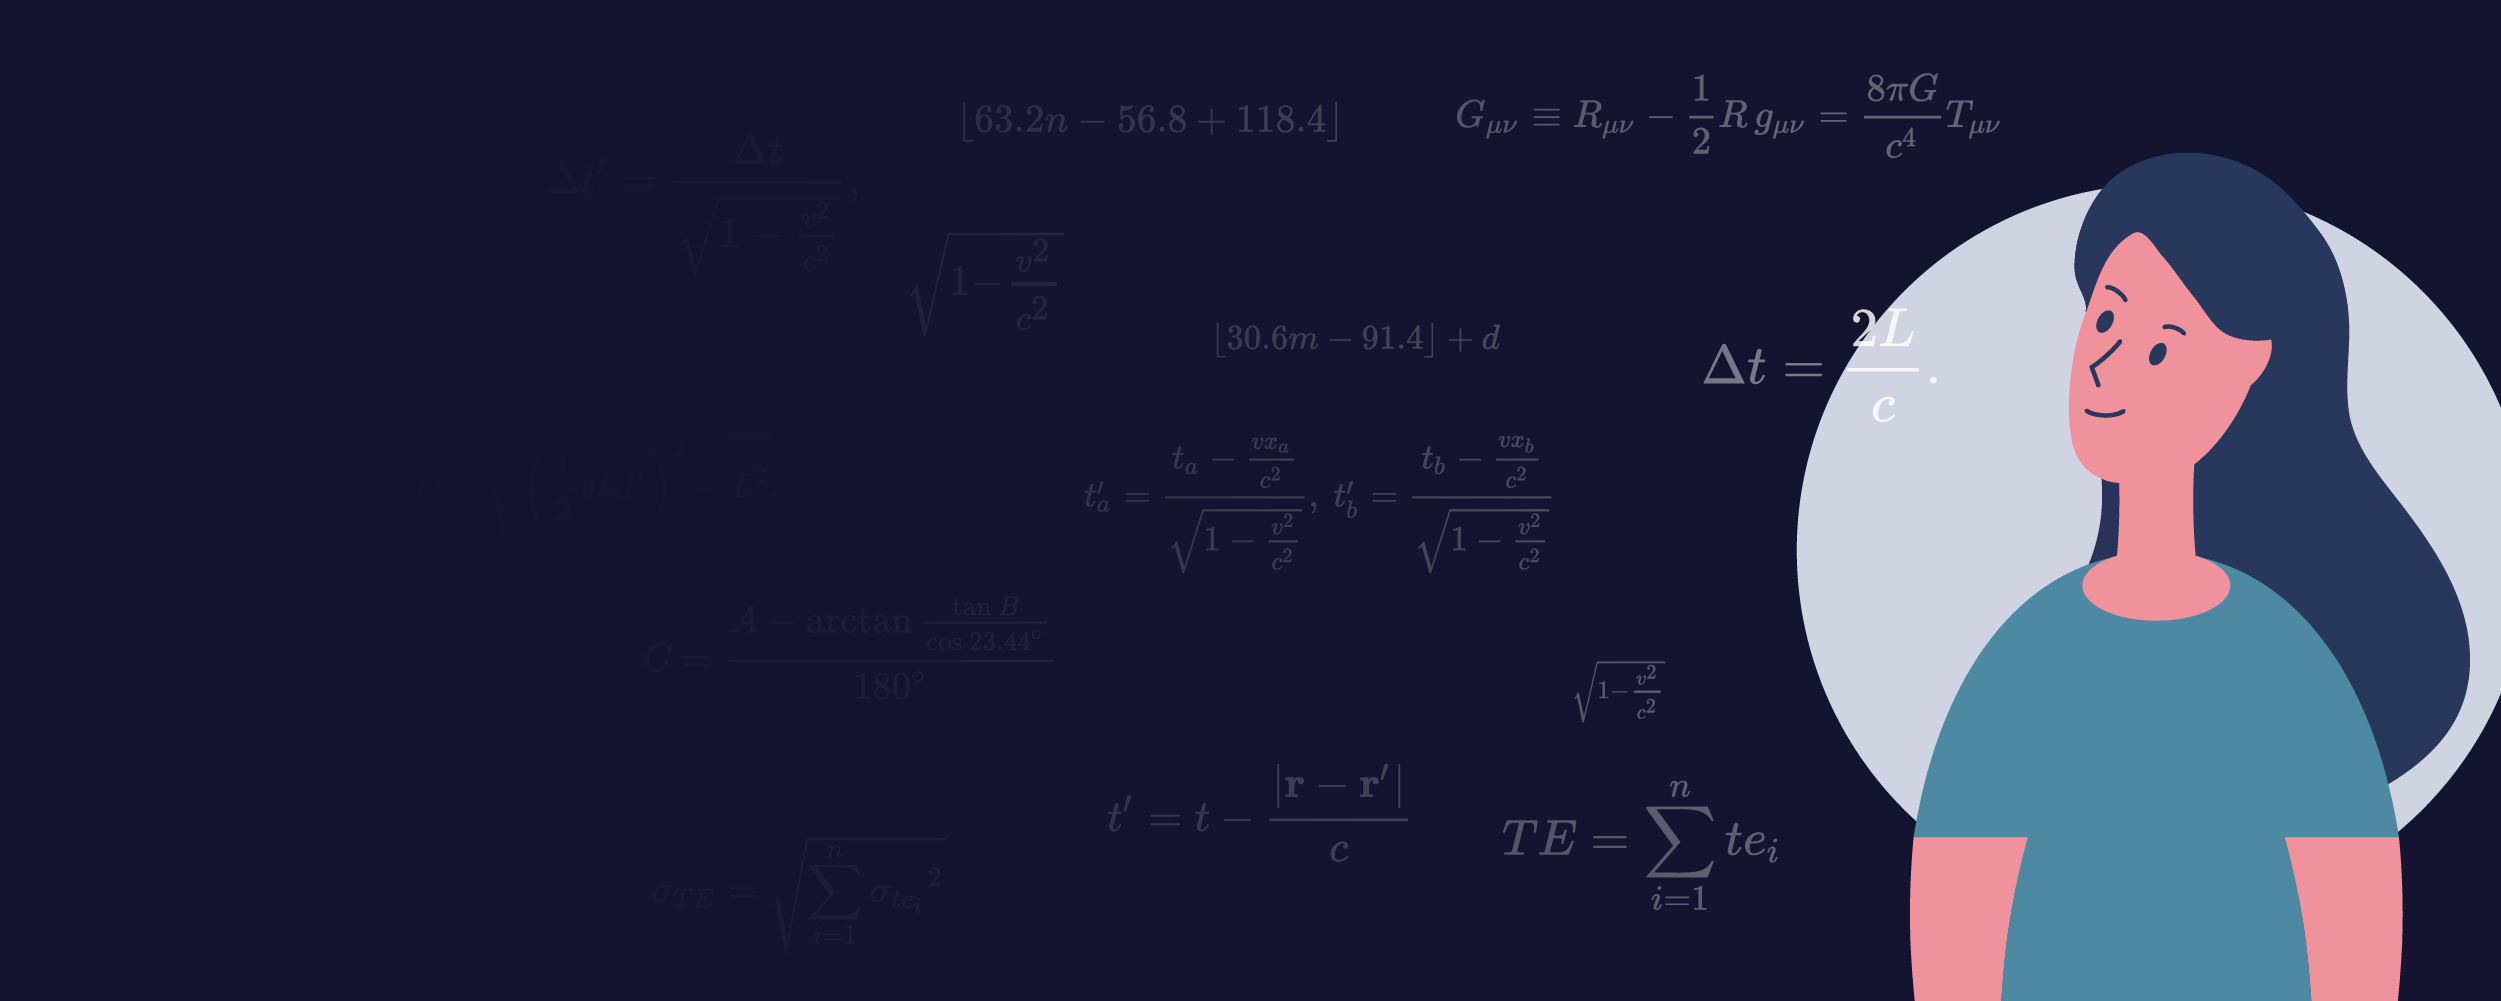 ⌊63.2n − 56.8 + 118.4⌋
G_μν ≡ R_μν − 1/2 R g_μν = 8πG/c⁴ T_μν
Δt′ = Δt / √(1 − v²/c²),
√(1 − v²/c²)
⌊30.6m − 91.4⌋ + d
Δt = 2L/c.
t′_a = (t_a − vx_a/c²) / √(1 − v²/c²), t′_b = (t_b − vx_b/c²) / √(1 − v²/c²)
C = (A − arctan (tan B / cos 23.44°)) / 180°
√(1 − v²/c²)
t′ = t − |r − r′|/c
TE = ∑_{i=1}^{n} te_i
σ_TE = √(∑_{i=1}^{n} σ_{te_i}²)